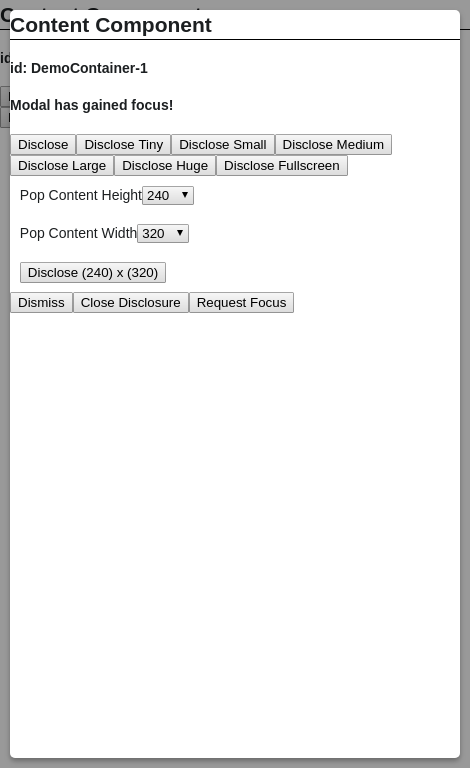 Content Component
id: DemoContainer-1
Modal has gained focus!
Disclose Disclose Tiny Disclose Small Disclose Medium
Disclose Large Disclose Huge Disclose Fullscreen
Pop Content Height 240
Pop Content Width 320
Disclose (240) x (320)
Dismiss Close Disclosure Request Focus